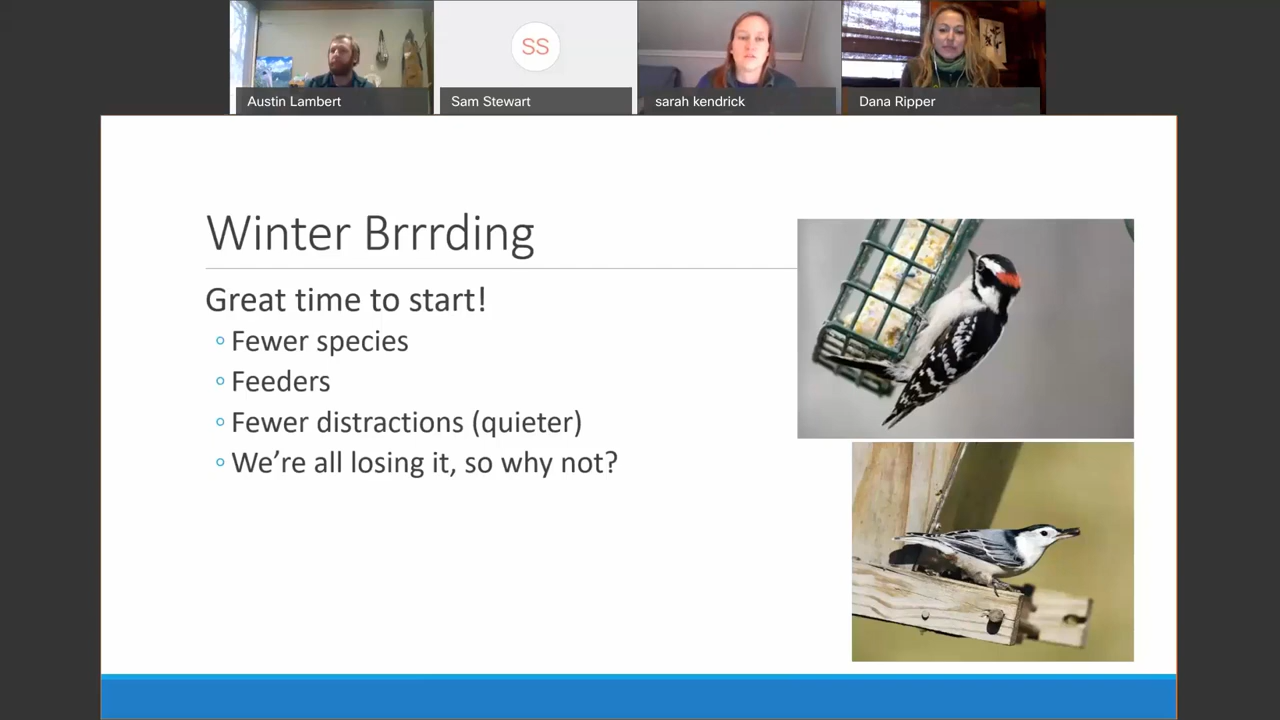 SS
Austin Lambert
Sam Stewart
sarah kendrick
Dana Ripper
Winter Brrrding
Great time to start!
◦ Fewer species
◦ Feeders
◦ Fewer distractions (quieter)
◦ We’re all losing it, so why not?